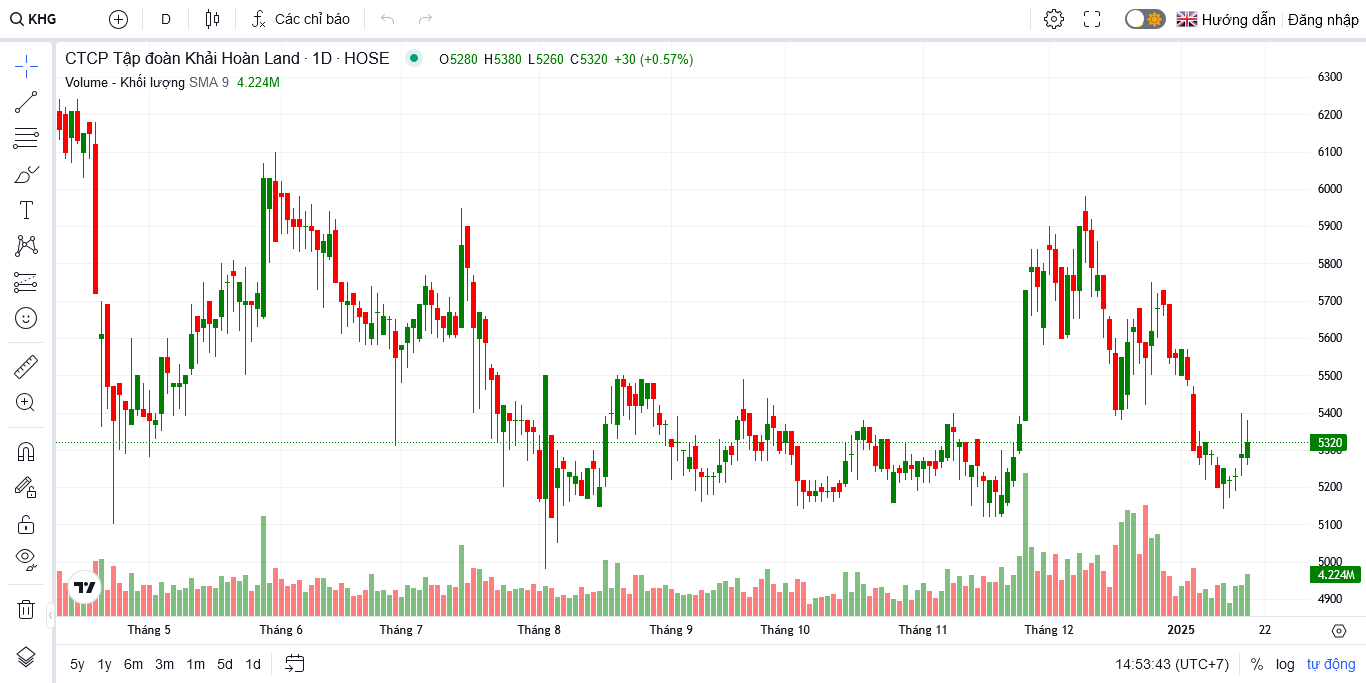 KHG D Các chỉ báo Hướng dẫn Đăng nhập
CTCP Tập đoàn Khải Hoàn Land · 1D · HOSE O5280 H5380 L5260 C5320 +30 (+0.57%)
Volume - Khối lượng SMA 9 4.224M
6300
6200
6100
6000
5900
5800
5700
5600
5500
5400
5320
5300
5200
5100
5000
4.224M
4900
Tháng 5 Tháng 6 Tháng 7 Tháng 8 Tháng 9 Tháng 10 Tháng 11 Tháng 12 2025 22
5y 1y 6m 3m 1m 5d 1d 14:53:43 (UTC+7) % log tự động